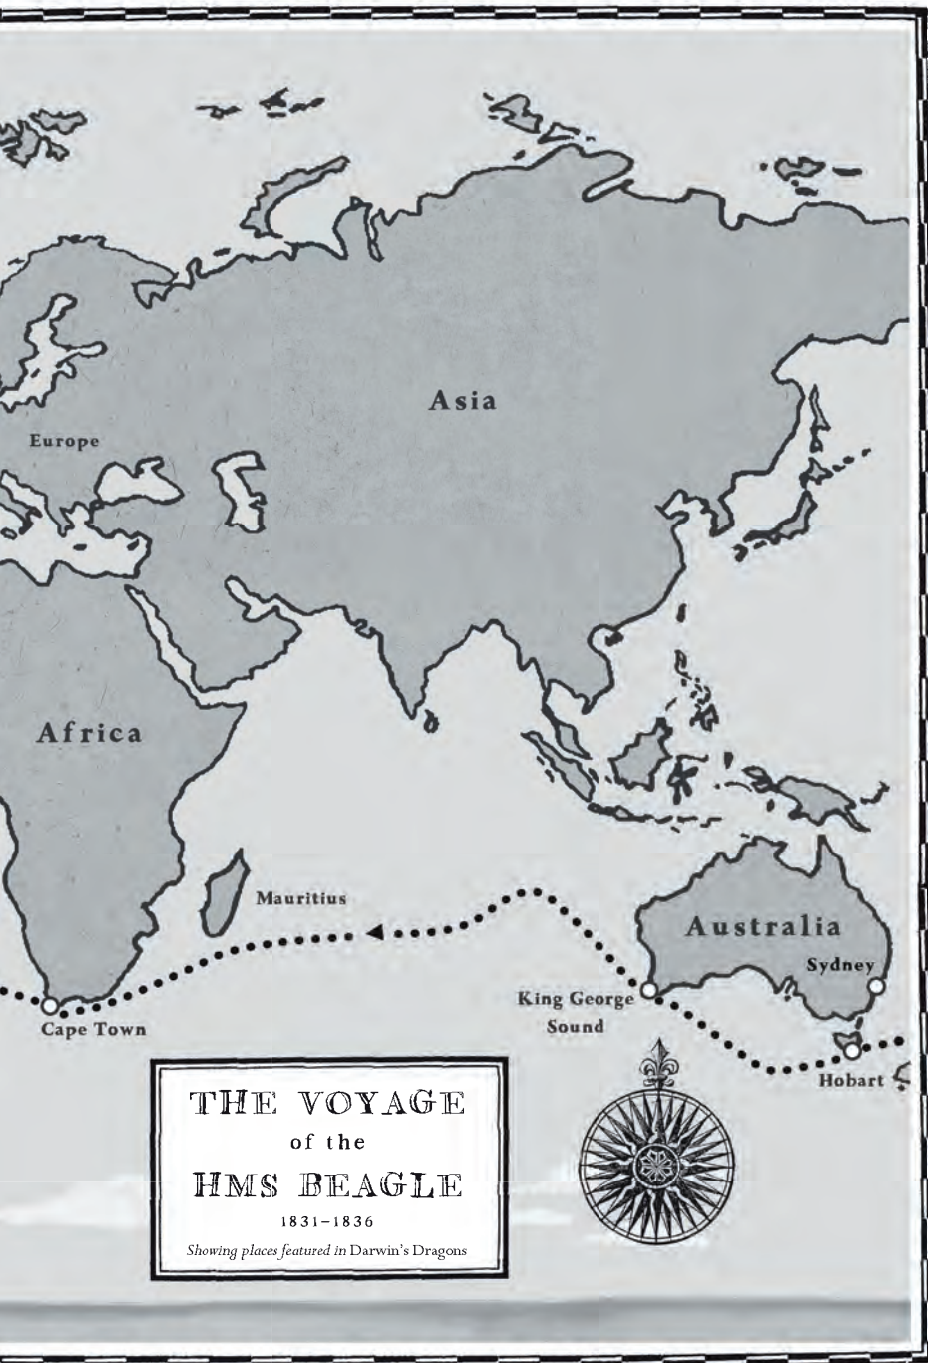 Asia
Europe
Africa
Mauritius
Australia
Sydney
King George
Sound
Cape Town
Hobart
THE VOYAGE
of the
HMS BEAGLE
1831–1836
Showing places featured in Darwin's Dragons